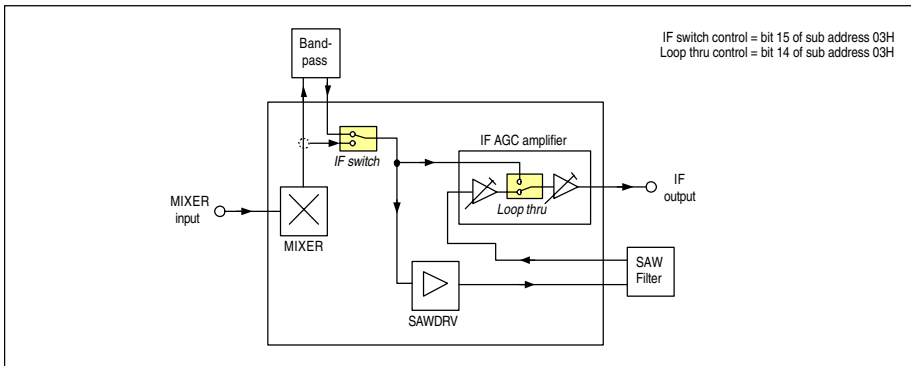 IF switch control = bit 15 of sub address 03H
Loop thru control = bit 14 of sub address 03H
Band-
pass
IF switch
IF AGC amplifier
Loop thru
IF
output
MIXER
input
MIXER
SAWDRV
SAW
Filter